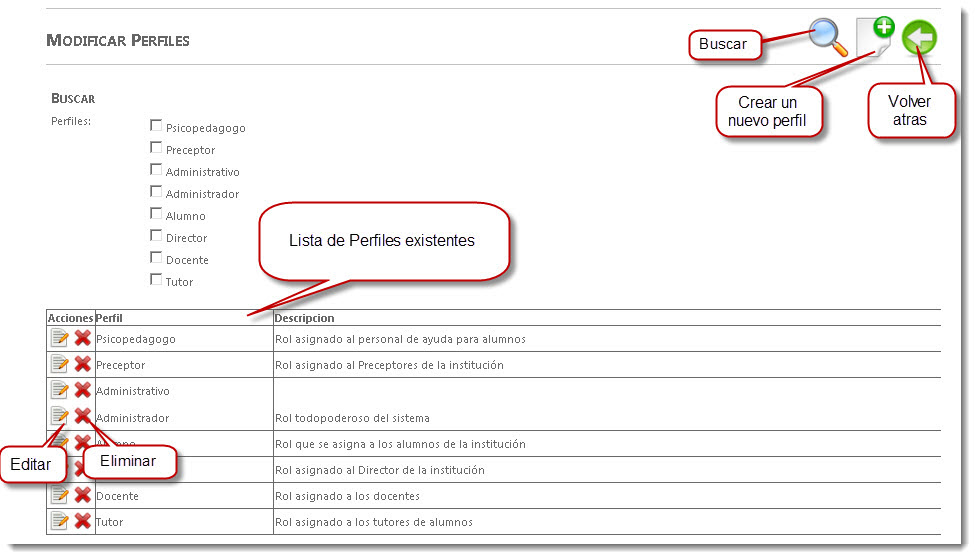 MODIFICAR PERFILES
Buscar
Crear un
nuevo perfil
Volver
atras
BUSCAR
Perfiles:
Psicopedagogo
Preceptor
Administrativo
Administrador
Alumno
Director
Docente
Tutor
Lista de Perfiles existentes
Acciones Perfil Descripcion
Psicopedagogo Rol asignado al personal de ayuda para alumnos
Preceptor Rol asignado al Preceptores de la institución
Administrativo
Administrador Rol todopoderoso del sistema
Rol que se asigna a los alumnos de la institución
Editar
Eliminar
Rol asignado al Director de la institución
Docente Rol asignado a los docentes
Tutor Rol asignado a los tutores de alumnos